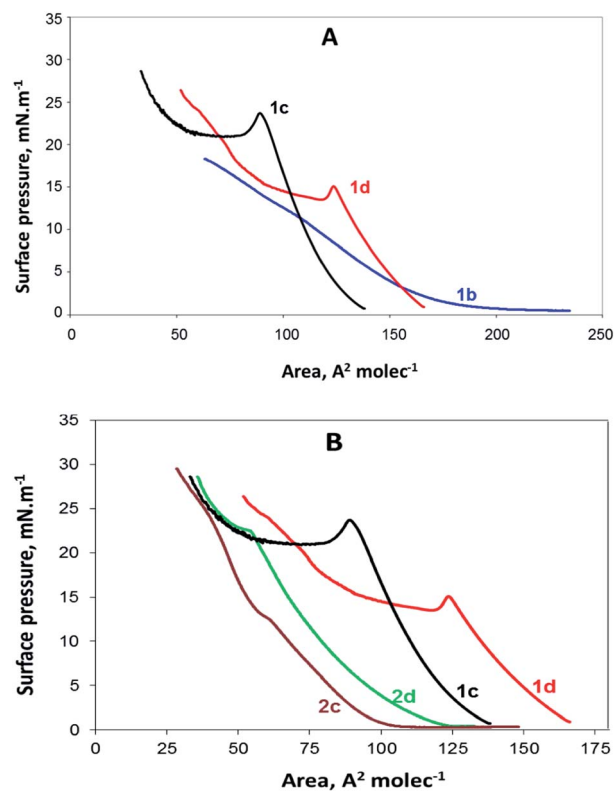 A
35
30
25
20
15
10
5
0
0 50 100 150 200 250
Surface pressure, mN.m⁻¹
Area, A² molec⁻¹
1c
1d
1b
B
35
30
25
20
15
10
5
0
0 25 50 75 100 125 150 175
Surface pressure, mN.m⁻¹
Area, A² molec⁻¹
2c
2d
1c
1d